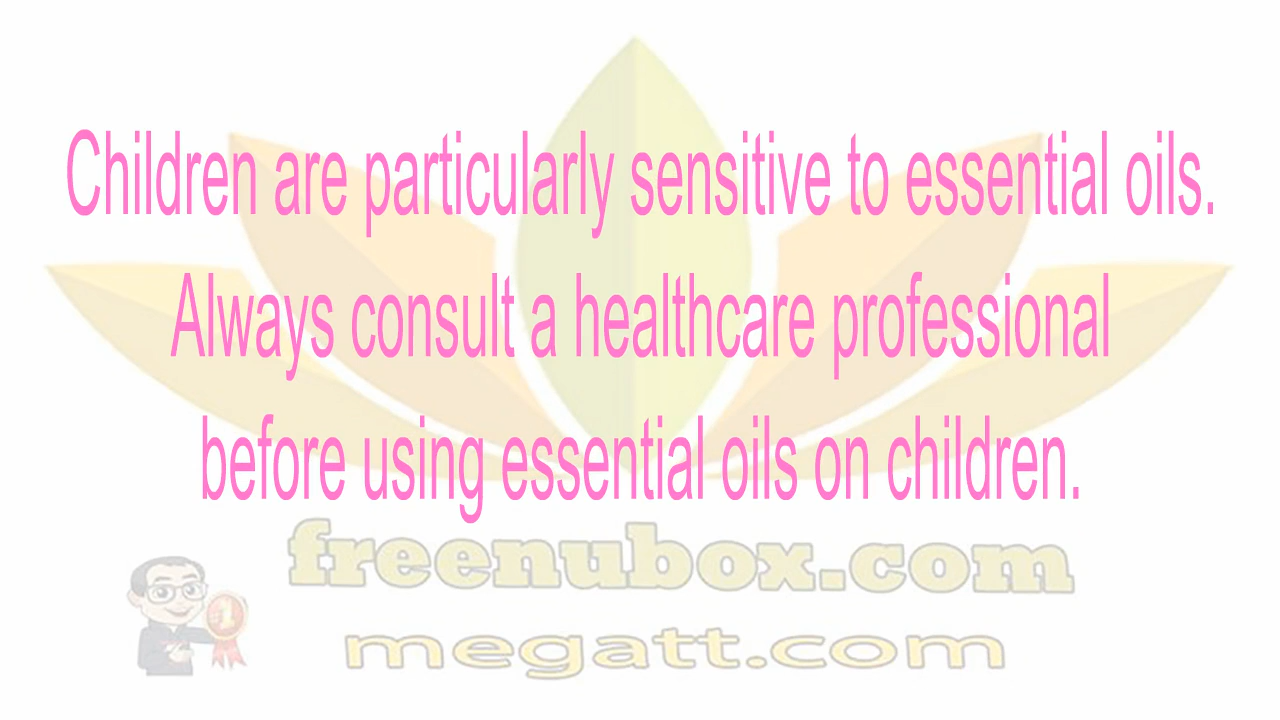 Children are particularly sensitive to essential oils.
Always consult a healthcare professional
before using essential oils on children.
freenubox.com
1
megatt.com